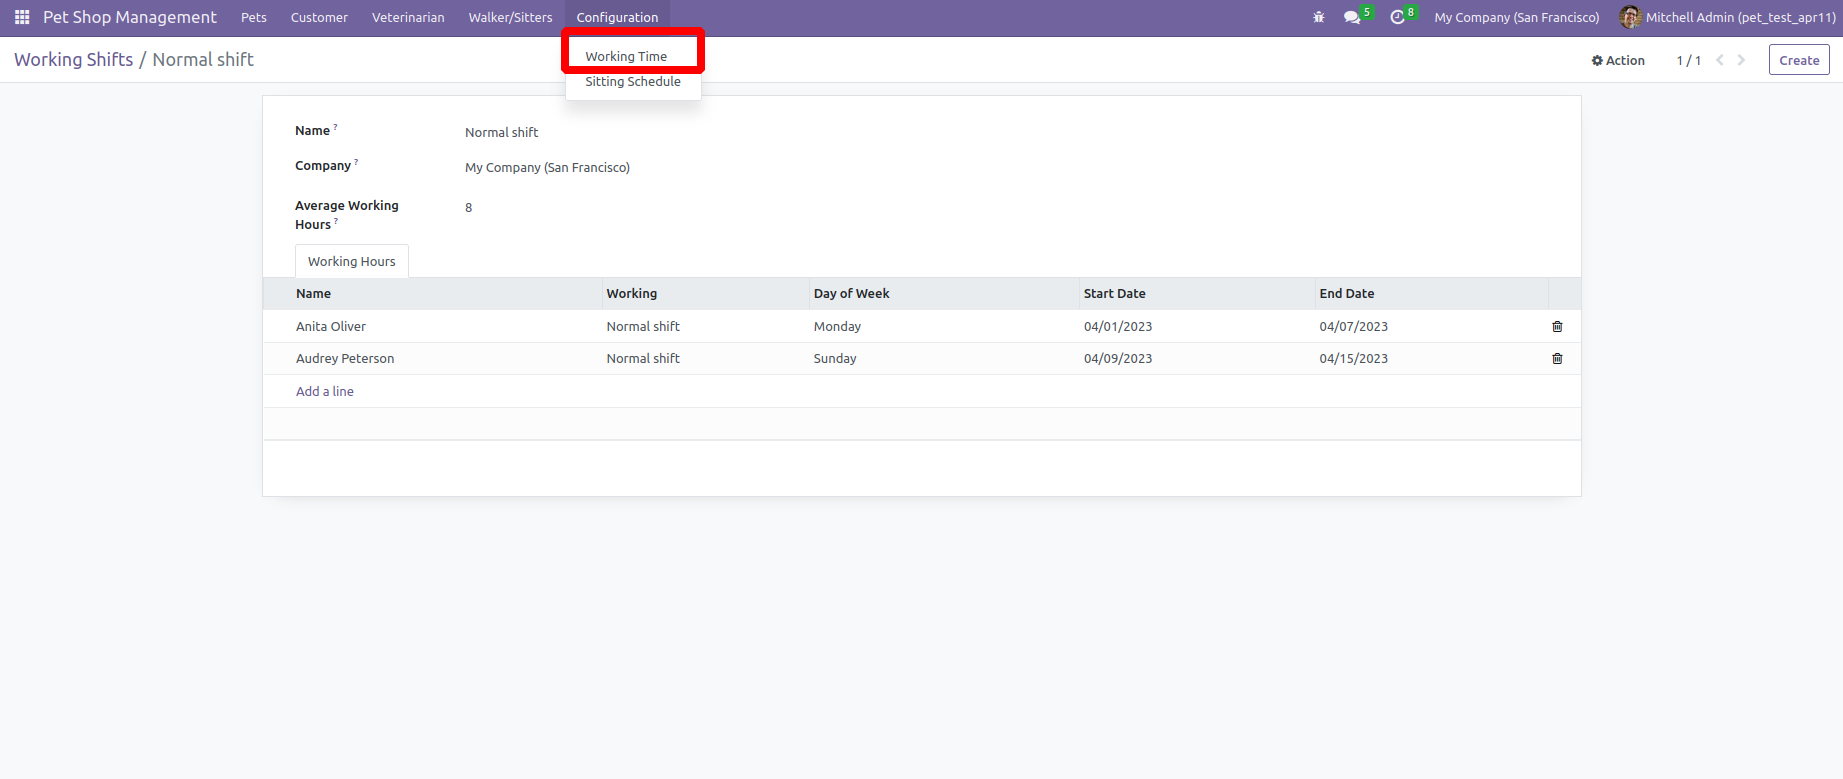 Pet Shop Management Pets Customer Veterinarian Walker/Sitters Configuration 5 8 My Company (San Francisco) Mitchell Admin (pet_test_apr11)
Working Shifts / Normal shift Working Time Action 1 / 1 Create
Sitting Schedule
Name ? Normal shift
Company ? My Company (San Francisco)
Average Working
Hours ? 8
Working Hours
Name Working Day of Week Start Date End Date
Anita Oliver Normal shift Monday 04/01/2023 04/07/2023
Audrey Peterson Normal shift Sunday 04/09/2023 04/15/2023
Add a line